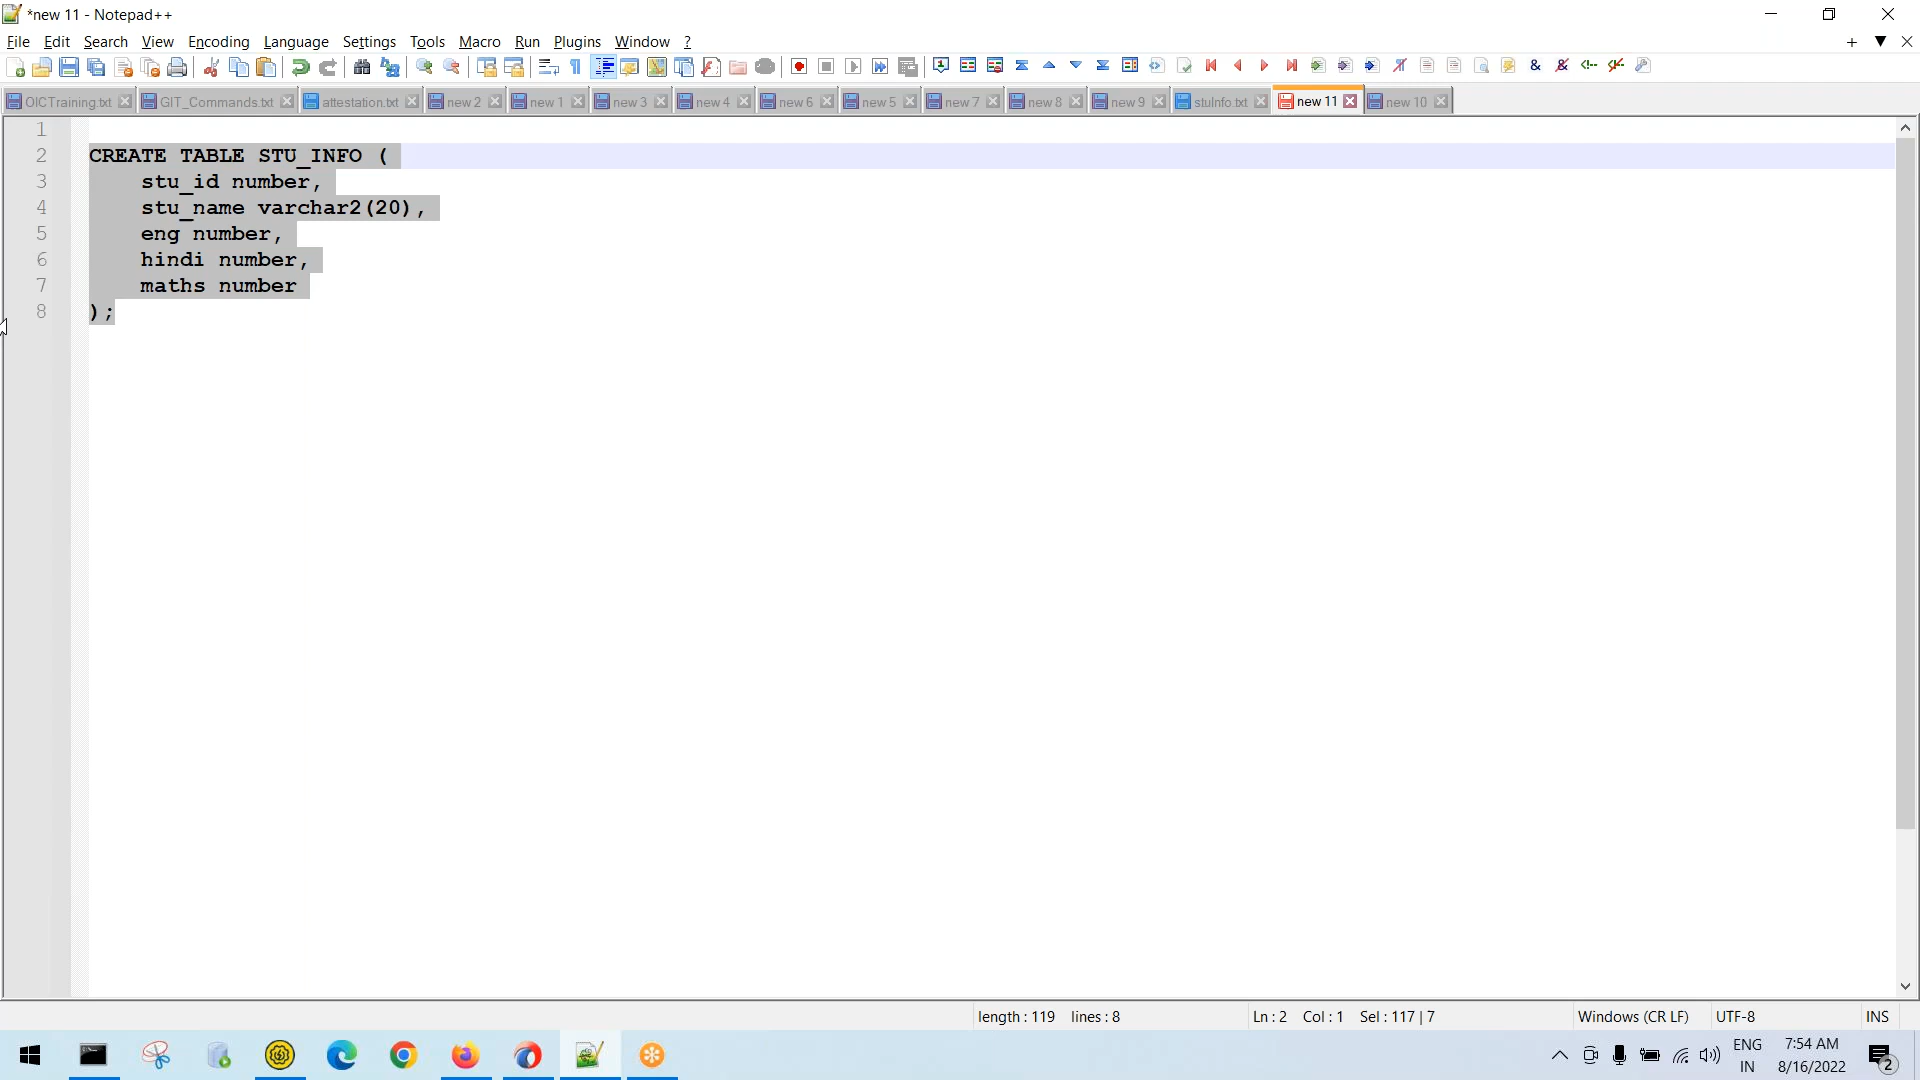 *new 11 - Notepad++
File Edit Search View Encoding Language Settings Tools Macro Run Plugins Window ?
OICTraining.txt GIT_Commands.txt attestation.txt new 2 new 1 new 3 new 4 new 6 new 5 new 7 new 8 new 9 stuInfo.txt new 11 new 10
1
2 CREATE TABLE STU_INFO (
3 stu_id number,
4 stu_name varchar2(20),
5 eng number,
6 hindi number,
7 maths number
8 );
length : 119 lines : 8 Ln : 2 Col : 1 Sel : 117 | 7 Windows (CR LF) UTF-8 INS
ENG 7:54 AM
IN 8/16/2022 2